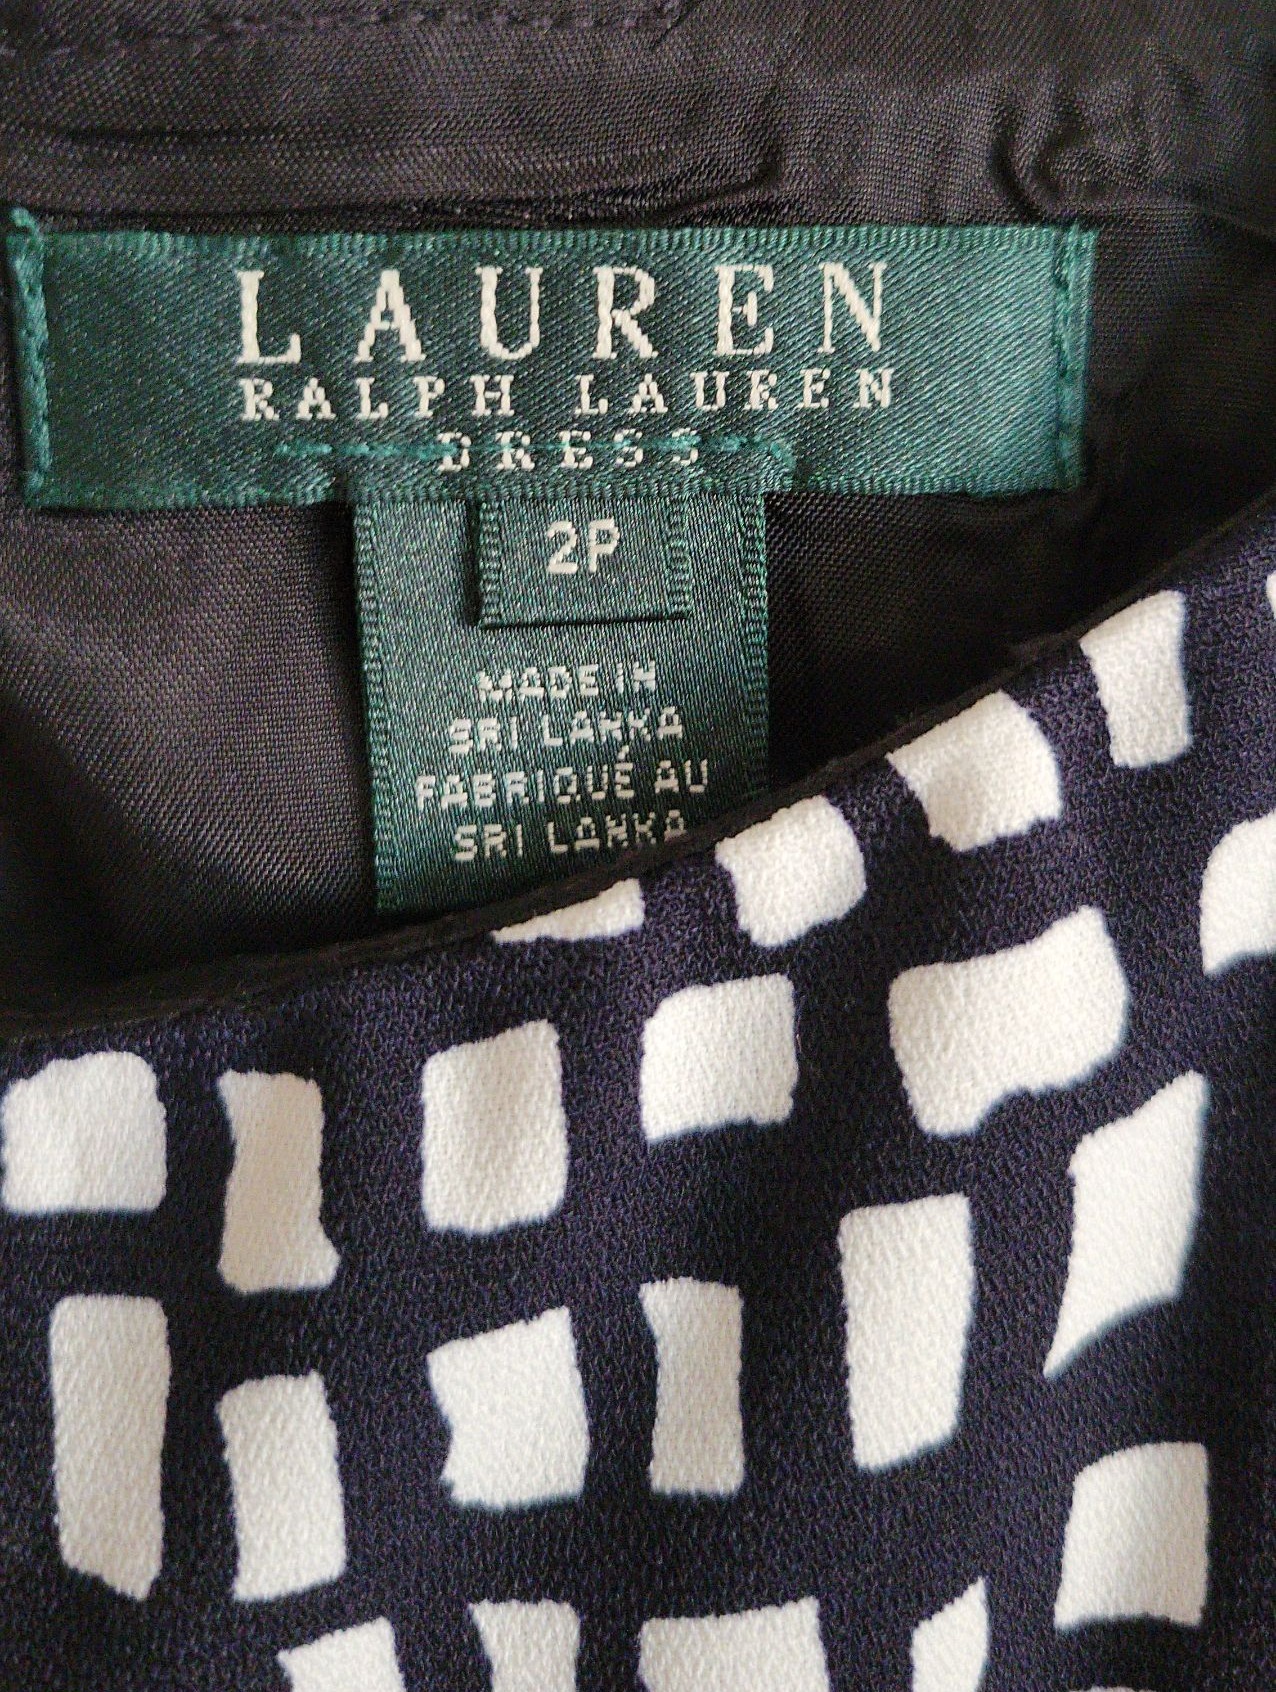 LAUREN
RALPH LAUREN
DRESS
2P
MADE IN
SRI LANKA
FABRIQUÉ AU
SRI LANKA